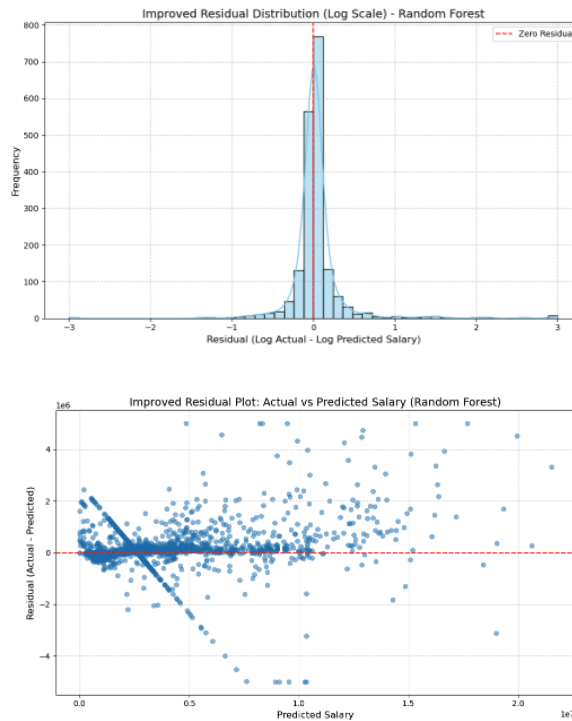 Improved Residual Distribution (Log Scale) - Random Forest
800
Zero Residual
700
600
500
Frequency
400
300
200
100
0
-3 -2 -1 0 1 2 3
Residual (Log Actual - Log Predicted Salary)
Improved Residual Plot: Actual vs Predicted Salary (Random Forest)
1e6
4
2
Residual (Actual - Predicted)
0
-2
-4
0.0 0.5 1.0 1.5 2.0
Predicted Salary
1e7